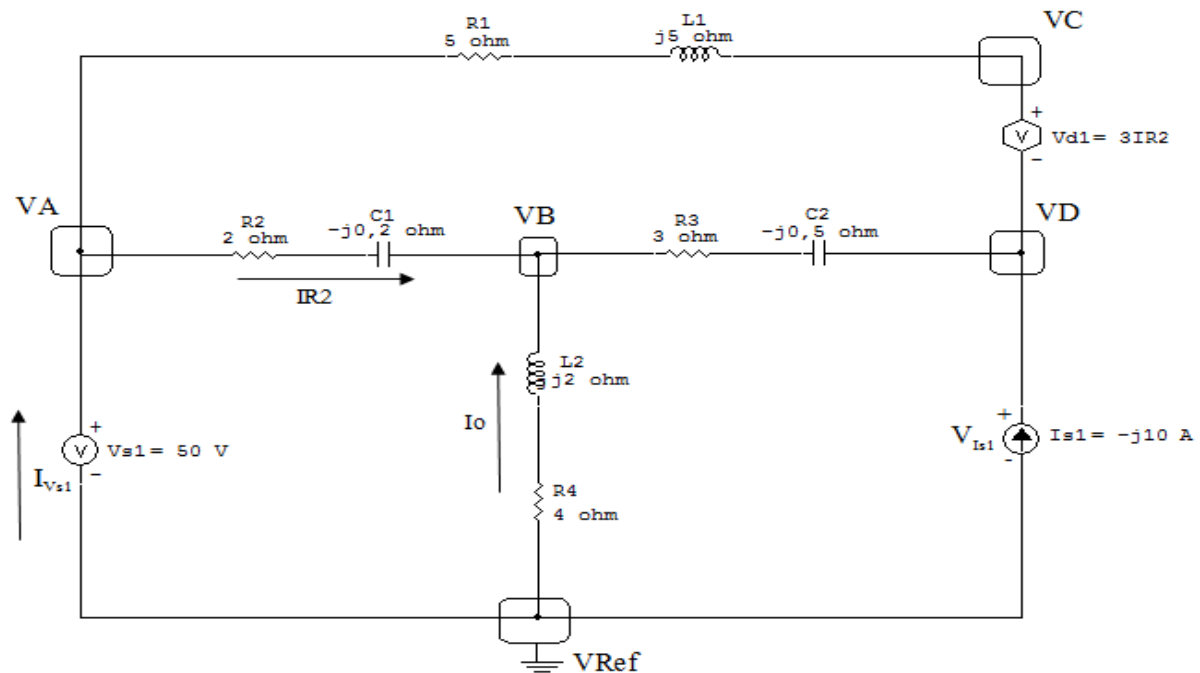 R1
5 ohm
L1
j5 ohm
VC
+
V
Vd1= 3IR2
−
VA
R2
2 ohm
C1
-j0,2 ohm
VB
R3
3 ohm
C2
-j0,5 ohm
VD
IR2
L2
j2 ohm
Io
+
V
Vs1= 50 V
−
IVs1
R4
4 ohm
+
VIs1
-
Is1= -j10 A
VRef